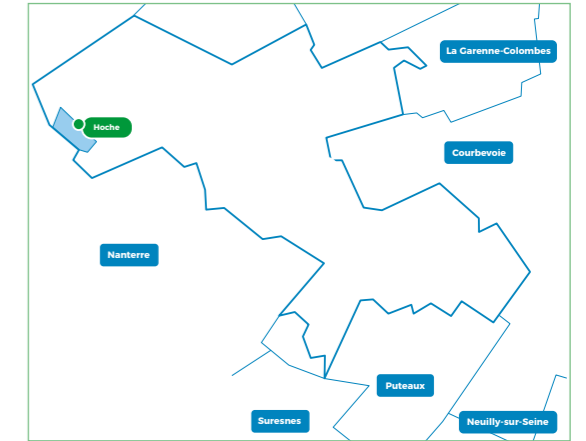 La Garenne-Colombes
Hoche
Courbevoie
Nanterre
Puteaux
Suresnes
Neuilly-sur-Seine